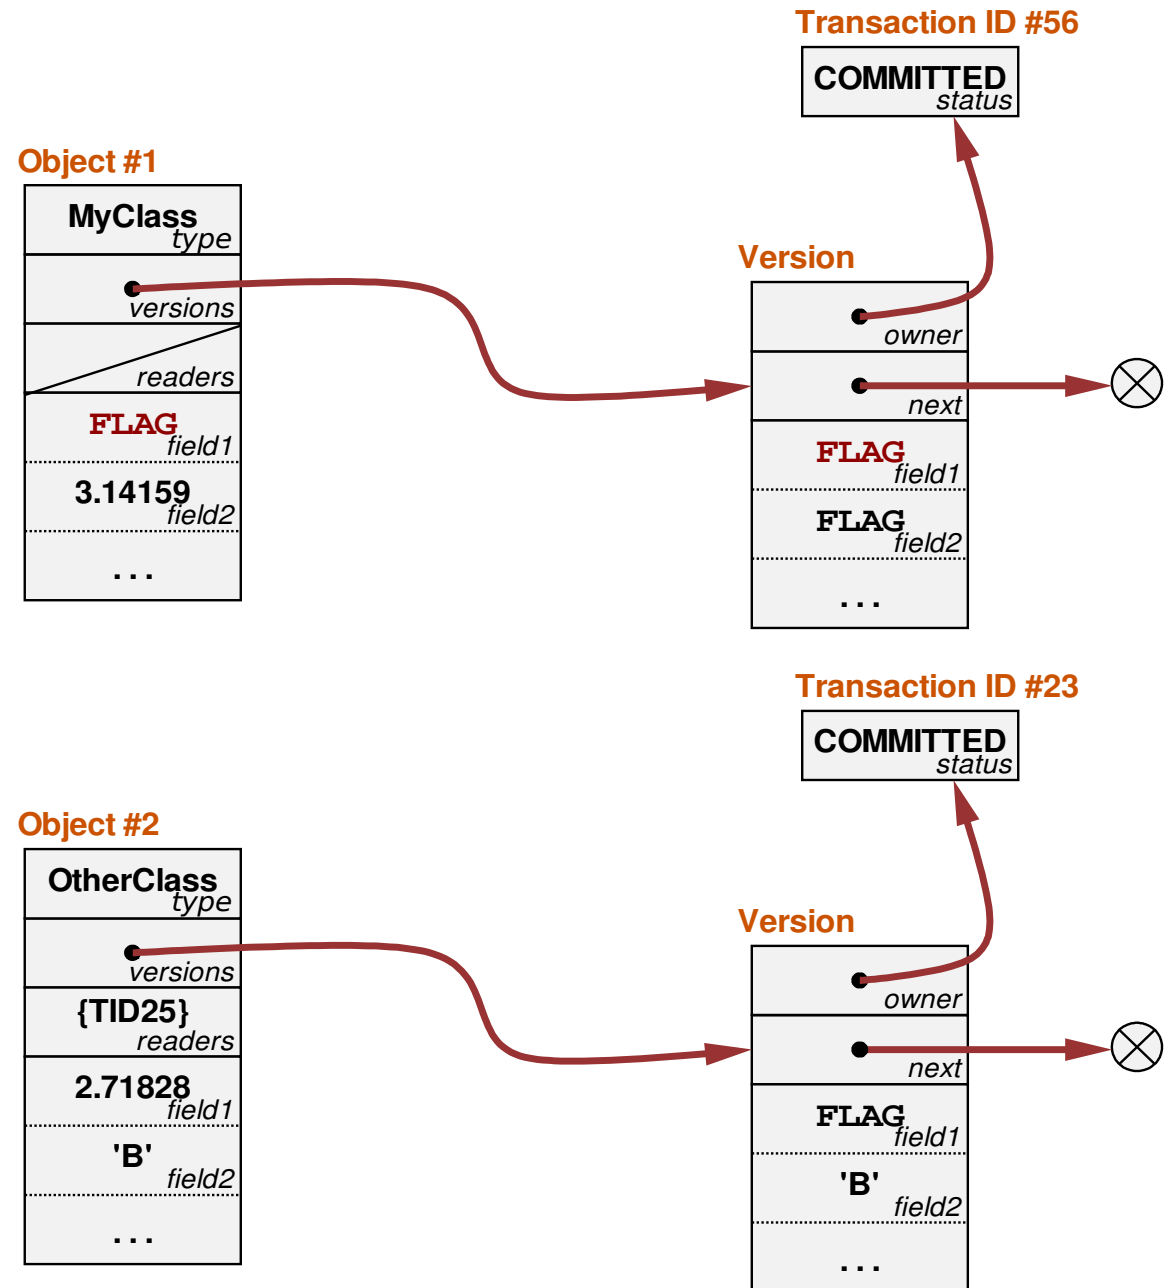 Transaction ID #56
COMMITTED
status
Object #1
MyClass
type
versions
readers
FLAG
field1
3.14159
field2
...
Version
owner
next
FLAG
field1
FLAG
field2
...
Transaction ID #23
COMMITTED
status
Object #2
OtherClass
type
versions
{TID25}
readers
2.71828
field1
'B'
field2
...
Version
owner
next
FLAG
field1
'B'
field2
...